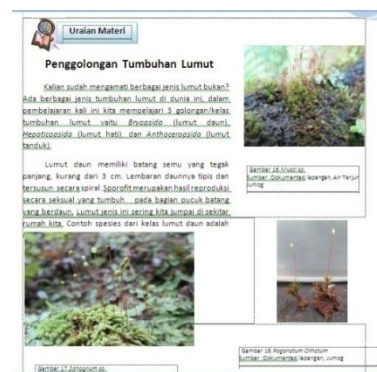 Uraian Materi
Penggolongan Tumbuhan Lumut
Kalian sudah mengamati berbagai jenis lumut bukan?
Ada berbagai jenis tumbuhan lumut di dunia ini, dalam
pembelajaran kali ini kita mempelajari 3 golongan/kelas
tumbuhan lumut yaitu Bryopsida (lumut daun),
Hepaticopsida (lumut hati), dan Anthoceropsida (lumut
tanduk).
Lumut daun memiliki batang semu yang tegak
panjang, kurang dari 3 cm. Lembaran daunnya tipis dan
tersusun secara spiral. Sporofit merupakan hasil reproduksi
secara seksual yang tumbuh pada bagian pucuk batang
yang berdaun. Lumut jenis ini sering kita jumpai di sekitar
rumah kita. Contoh spesies dari kelas lumut daun adalah
Gambar 16. Musci sp.
Sumber : Dokumentasi lapangan, Air Terjun
Jumog
Gambar 17. Sphagnum sp.
Gambar 18. Pogonatum Cirratum
Sumber : Dokumentasi lapangan, Jumog